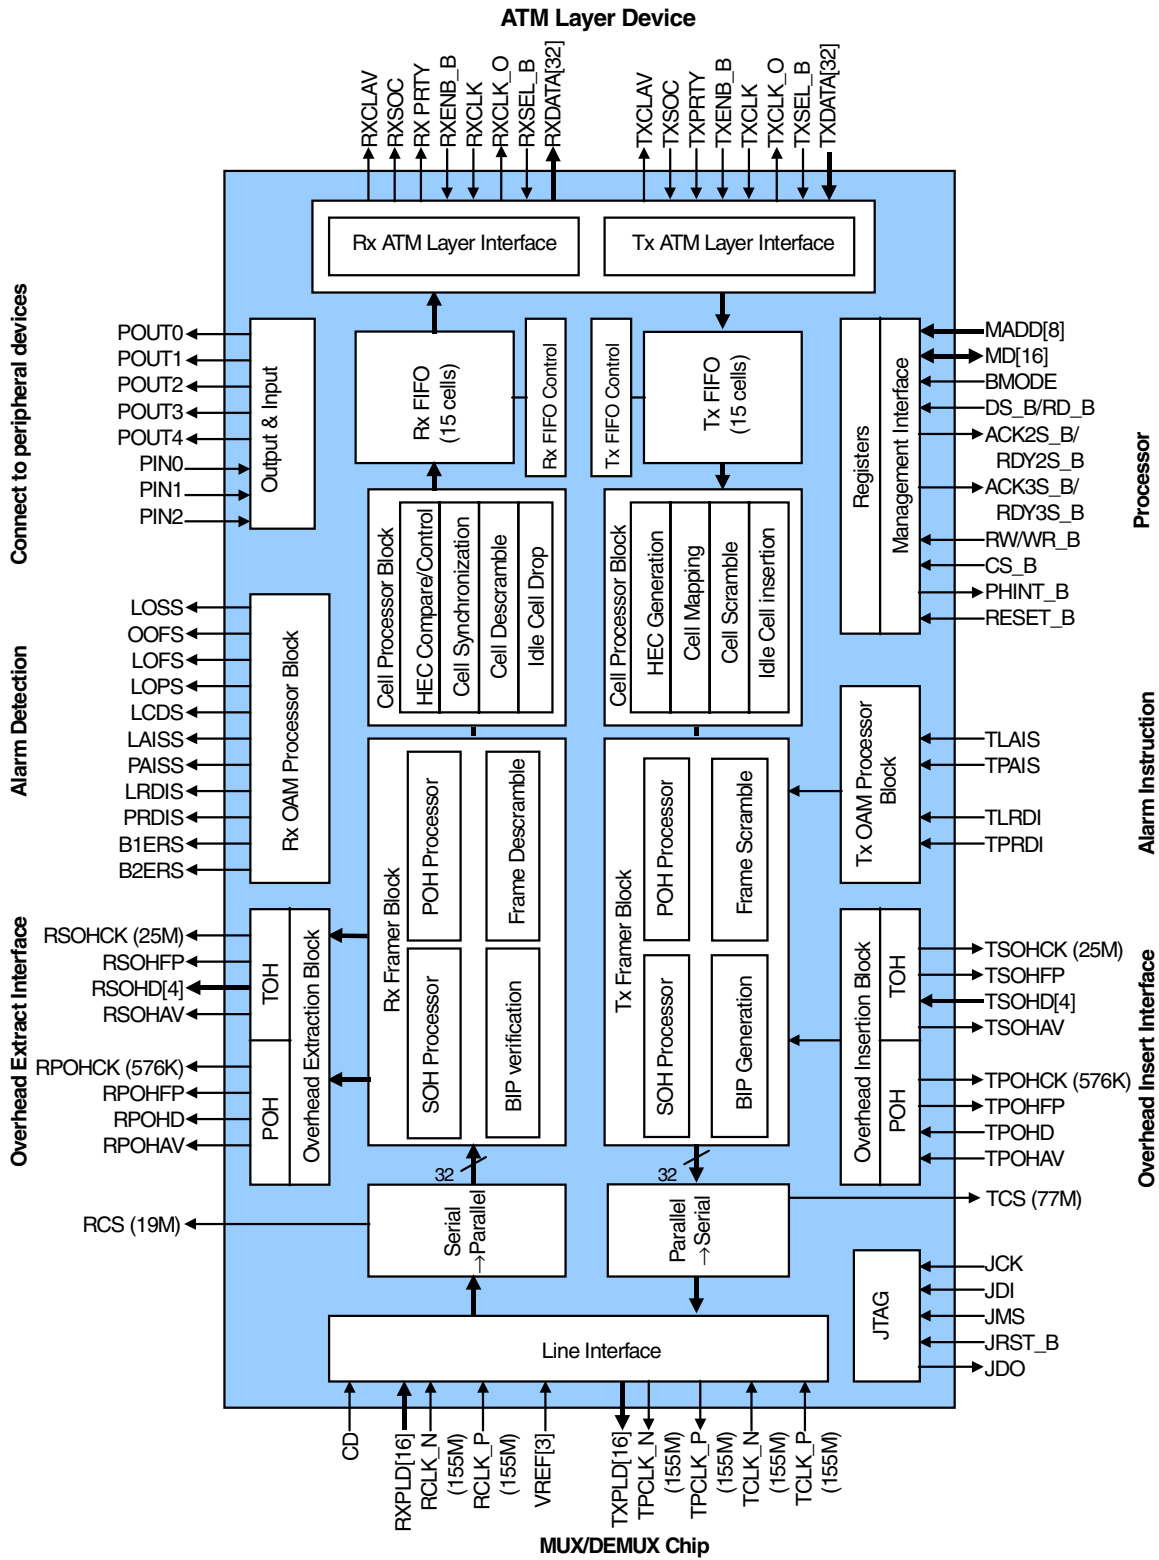 ATM Layer Device
RXCLAV
RXSOC
RX PRTY
RXENB_B
RXCLK
RXCLK_O
RXSEL_B
RXDATA[32]
TXCLAV
TXSOC
TXPRTY
TXENB_B
TXCLK
TXCLK_O
TXSEL_B
TXDATA[32]
Rx ATM Layer Interface
Tx ATM Layer Interface
Connect to peripheral devices
POUT0
POUT1
POUT2
POUT3
POUT4
PIN0
PIN1
PIN2
Output & Input
Rx FIFO
(15 cells)
Rx FIFO Control
Tx FIFO Control
Tx FIFO
(15 cells)
Registers
Management Interface
MADD[8]
MD[16]
BMODE
DS_B/RD_B
ACK2S_B/
RDY2S_B
ACK3S_B/
RDY3S_B
RW/WR_B
CS_B
PHINT_B
RESET_B
Processor
Cell Processor Block
HEC Compare/Control
Cell Synchronization
Cell Descramble
Idle Cell Drop
Cell Processor Block
HEC Generation
Cell Mapping
Cell Scramble
Idle Cell insertion
Alarm Detection
LOSS
OOFS
LOFS
LOPS
LCDS
LAISS
PAISS
LRDIS
PRDIS
B1ERS
B2ERS
Rx OAM Processor Block
Rx Framer Block
POH Processor
Frame Descramble
SOH Processor
BIP verification
Tx Framer Block
POH Processor
Frame Scramble
SOH Processor
BIP Generation
Tx OAM Processor
Block
TLAIS
TPAIS
TLRDI
TPRDI
Alarm Instruction
Overhead Extract Interface
RSOHCK (25M)
RSOHFP
RSOHD[4]
RSOHAV
RPOHCK (576K)
RPOHFP
RPOHD
RPOHAV
TOH
POH
Overhead Extraction Block
Overhead Insertion Block
TOH
POH
TSOHCK (25M)
TSOHFP
TSOHD[4]
TSOHAV
TPOHCK (576K)
TPOHFP
TPOHD
TPOHAV
Overhead Insert Interface
32
32
RCS (19M)
Serial
→Parallel
Parallel
→Serial
TCS (77M)
JTAG
JCK
JDI
JMS
JRST_B
JDO
Line Interface
CD
RXPLD[16]
RCLK_N
(155M)
RCLK_P
(155M)
VREF[3]
TXPLD[16]
TPCLK_N
(155M)
TPCLK_P
(155M)
TCLK_N
(155M)
TCLK_P
(155M)
MUX/DEMUX Chip